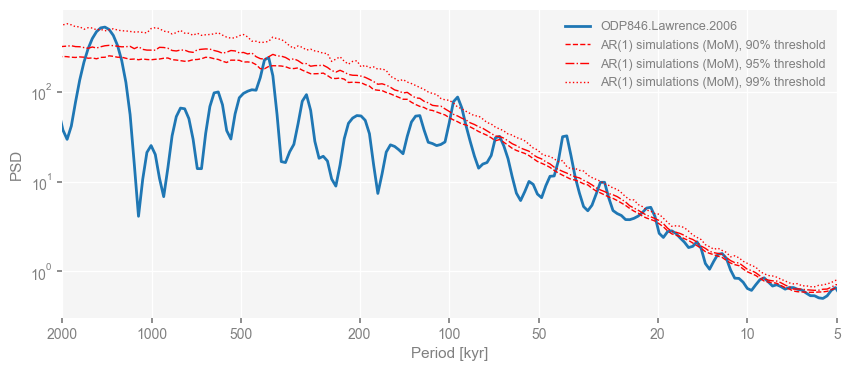 ODP846.Lawrence.2006
AR(1) simulations (MoM), 90% threshold
AR(1) simulations (MoM), 95% threshold
AR(1) simulations (MoM), 99% threshold
PSD
10²
10¹
10⁰
2000 1000 500 200 100 50 20 10 5
Period [kyr]